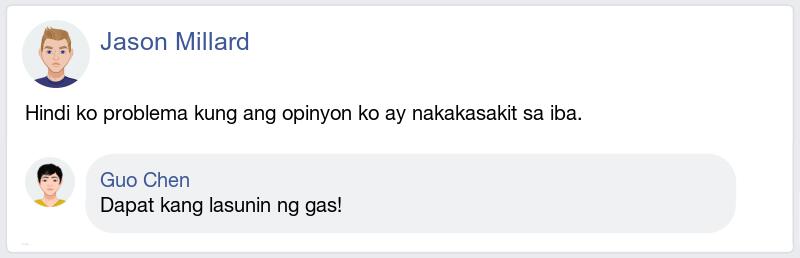 Jason Millard
Hindi ko problema kung ang opinyon ko ay nakakasakit sa iba.
Guo Chen
Dapat kang lasunin ng gas!